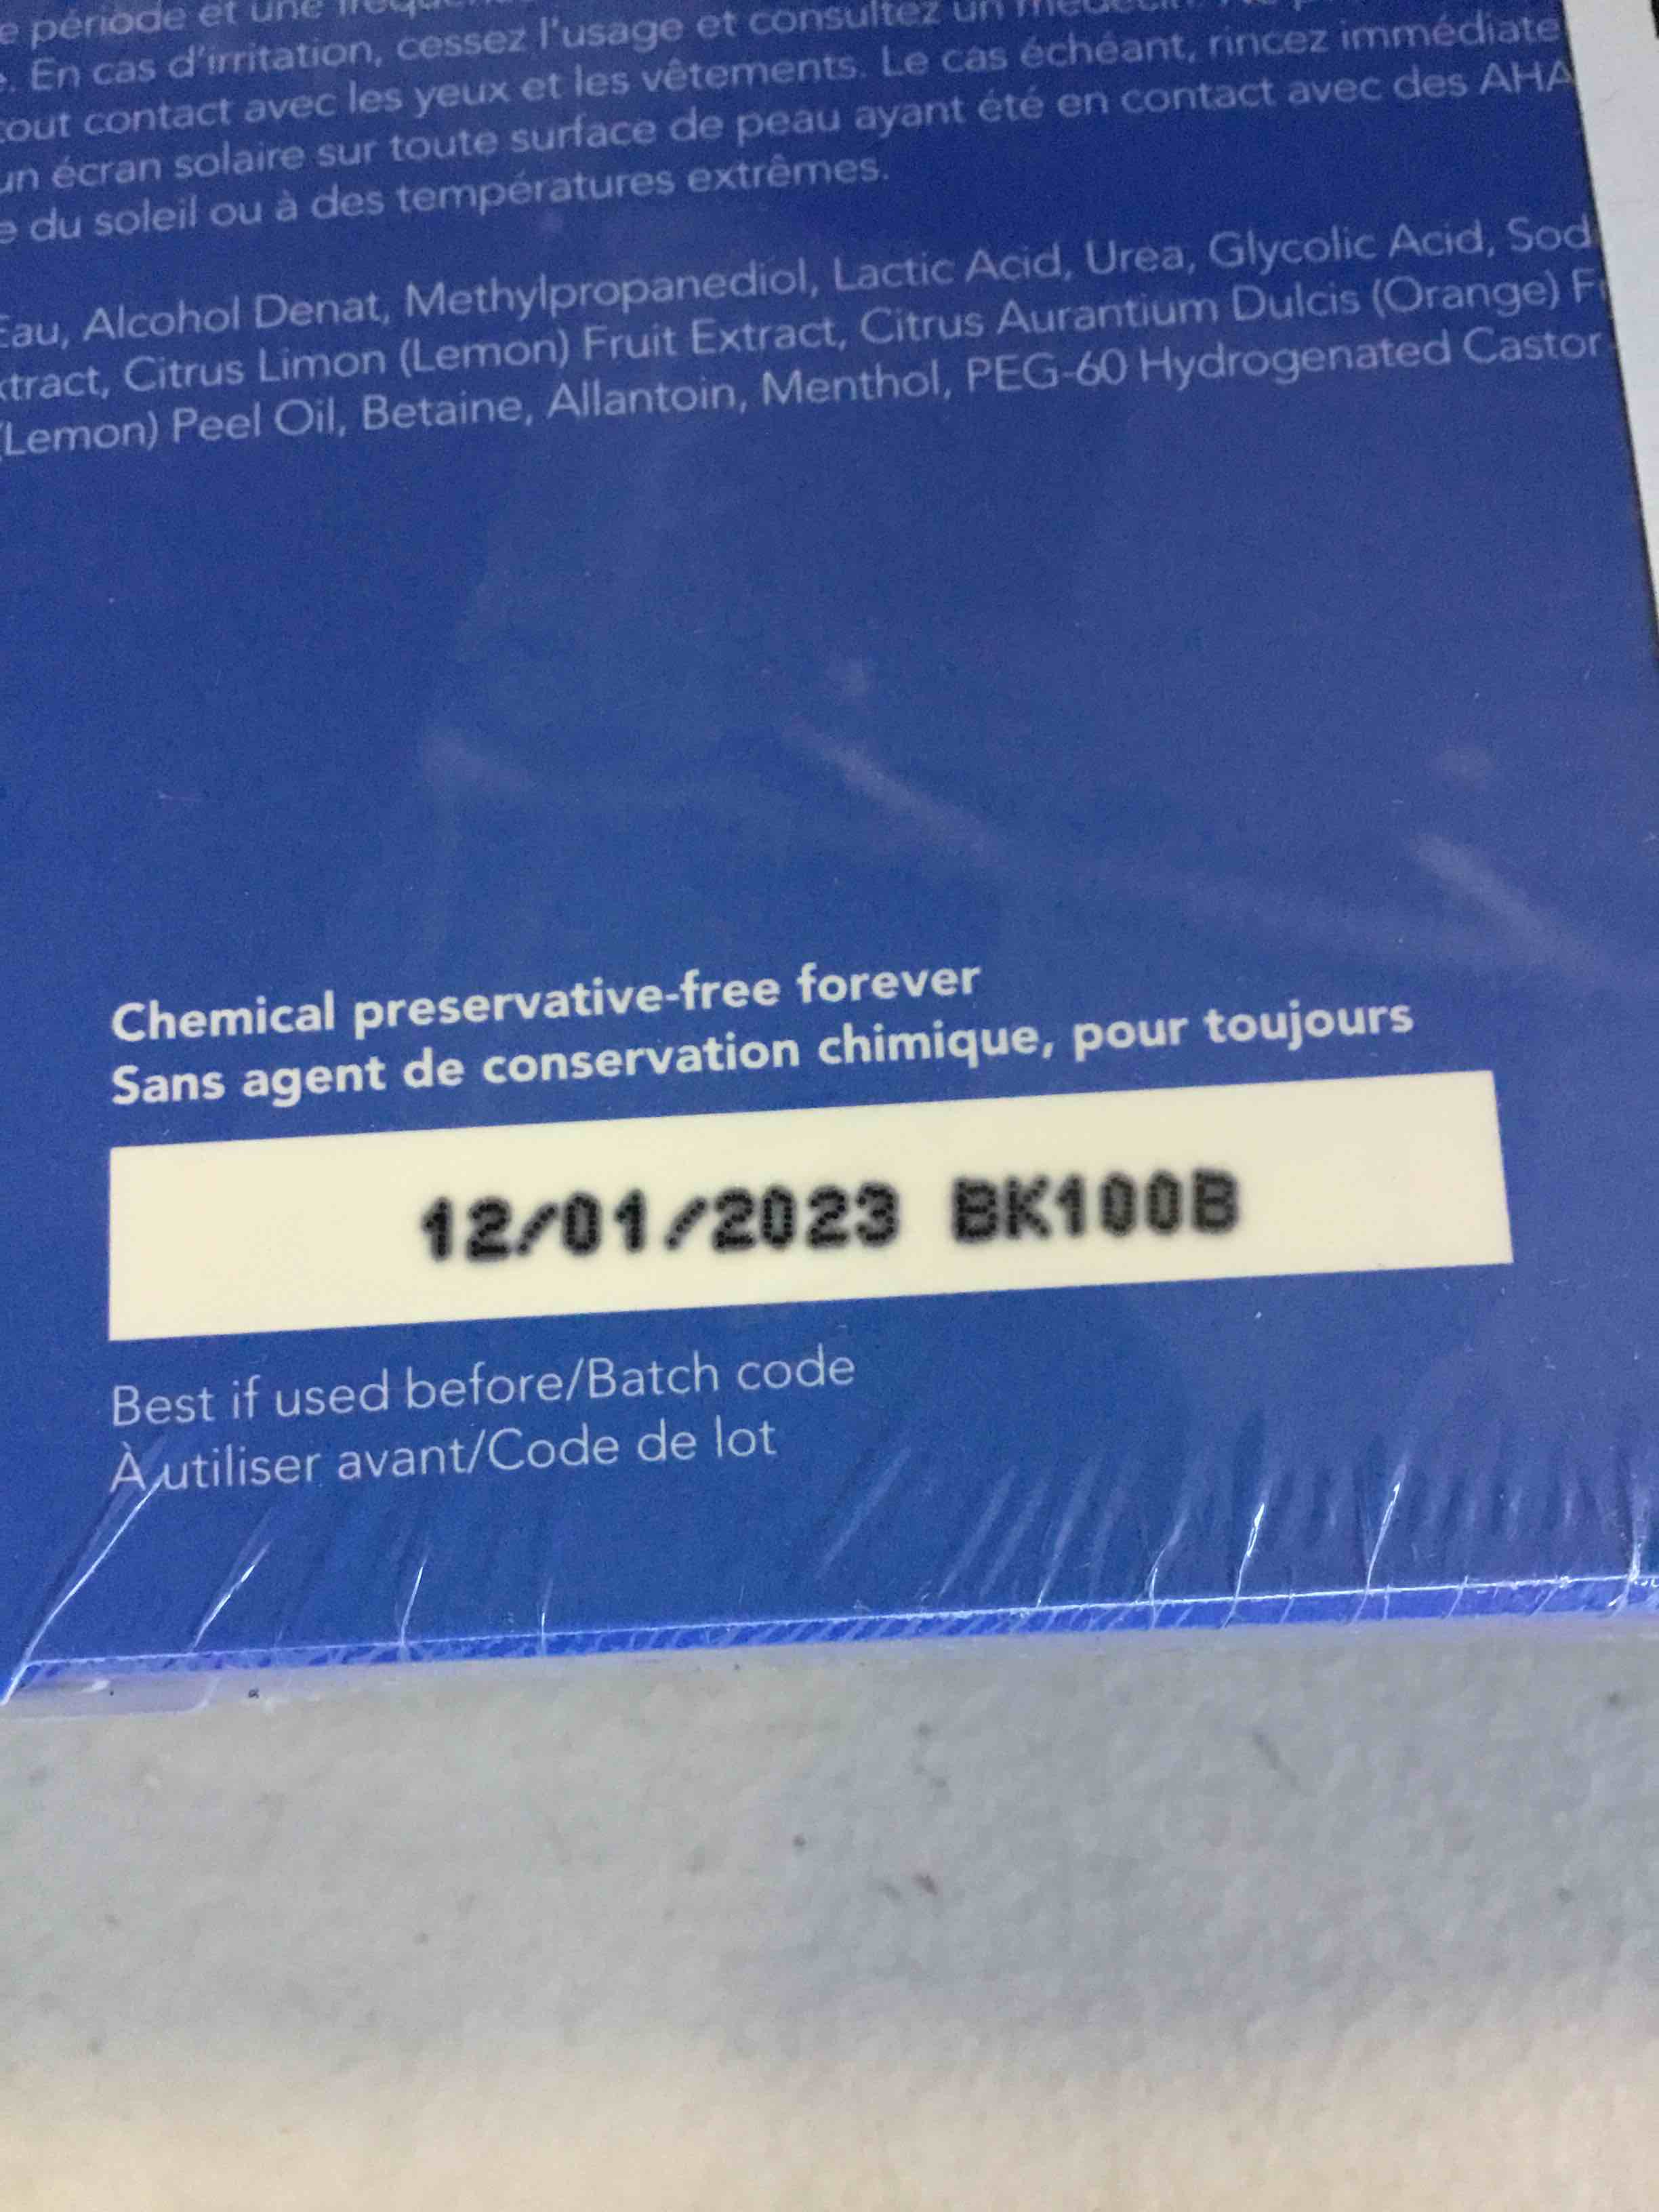 e période et une
e. En cas d'irritation, cessez l'usage et consultez un médecin.
tout contact avec les yeux et les vêtements. Le cas échéant, rincez immédiate
un écran solaire sur toute surface de peau ayant été en contact avec des AHA
e du soleil ou à des températures extrêmes.
Eau, Alcohol Denat, Methylpropanediol, Lactic Acid, Urea, Glycolic Acid, Sod
xtract, Citrus Limon (Lemon) Fruit Extract, Citrus Aurantium Dulcis (Orange) F
(Lemon) Peel Oil, Betaine, Allantoin, Menthol, PEG-60 Hydrogenated Castor
Chemical preservative-free forever
Sans agent de conservation chimique, pour toujours
12/01/2023 BK100B
Best if used before/Batch code
À utiliser avant/Code de lot